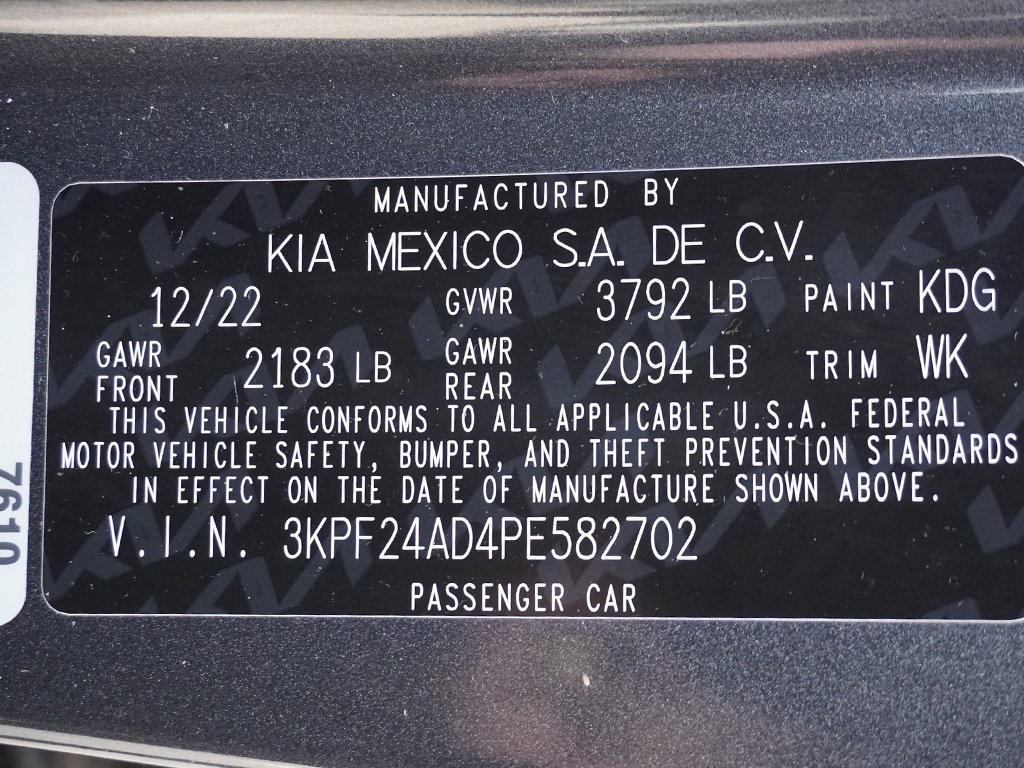 MANUFACTURED BY
KIA MEXICO S.A. DE C.V.
12/22 GVWR 3792 LB PAINT KDG
GAWR FRONT 2183 LB GAWR REAR 2094 LB TRIM WK
THIS VEHICLE CONFORMS TO ALL APPLICABLE U.S.A. FEDERAL
MOTOR VEHICLE SAFETY, BUMPER, AND THEFT PREVENTION STANDARDS
IN EFFECT ON THE DATE OF MANUFACTURE SHOWN ABOVE.
V.I.N. 3KPF24AD4PE582702
PASSENGER CAR
7610